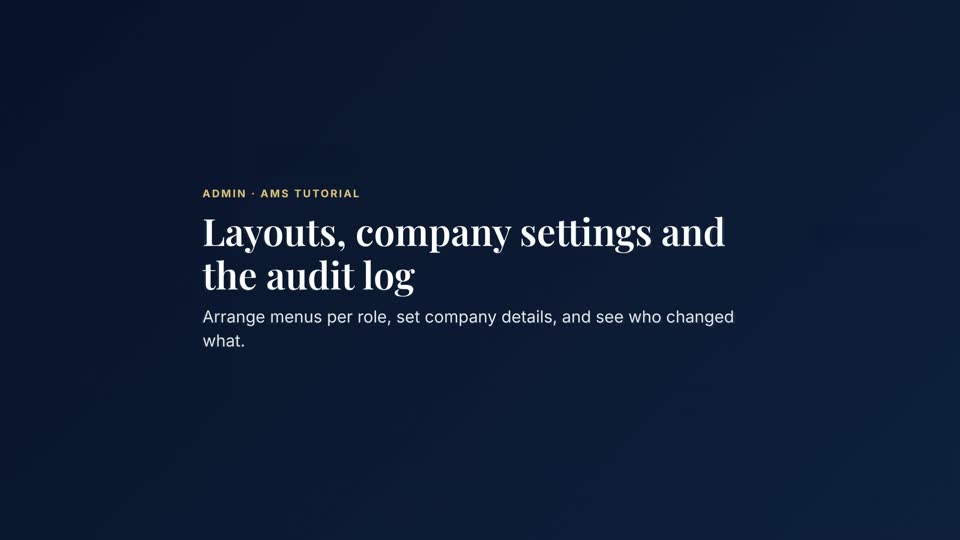 ADMIN · AMS TUTORIAL
Layouts, company settings and
the audit log
Arrange menus per role, set company details, and see who changed
what.